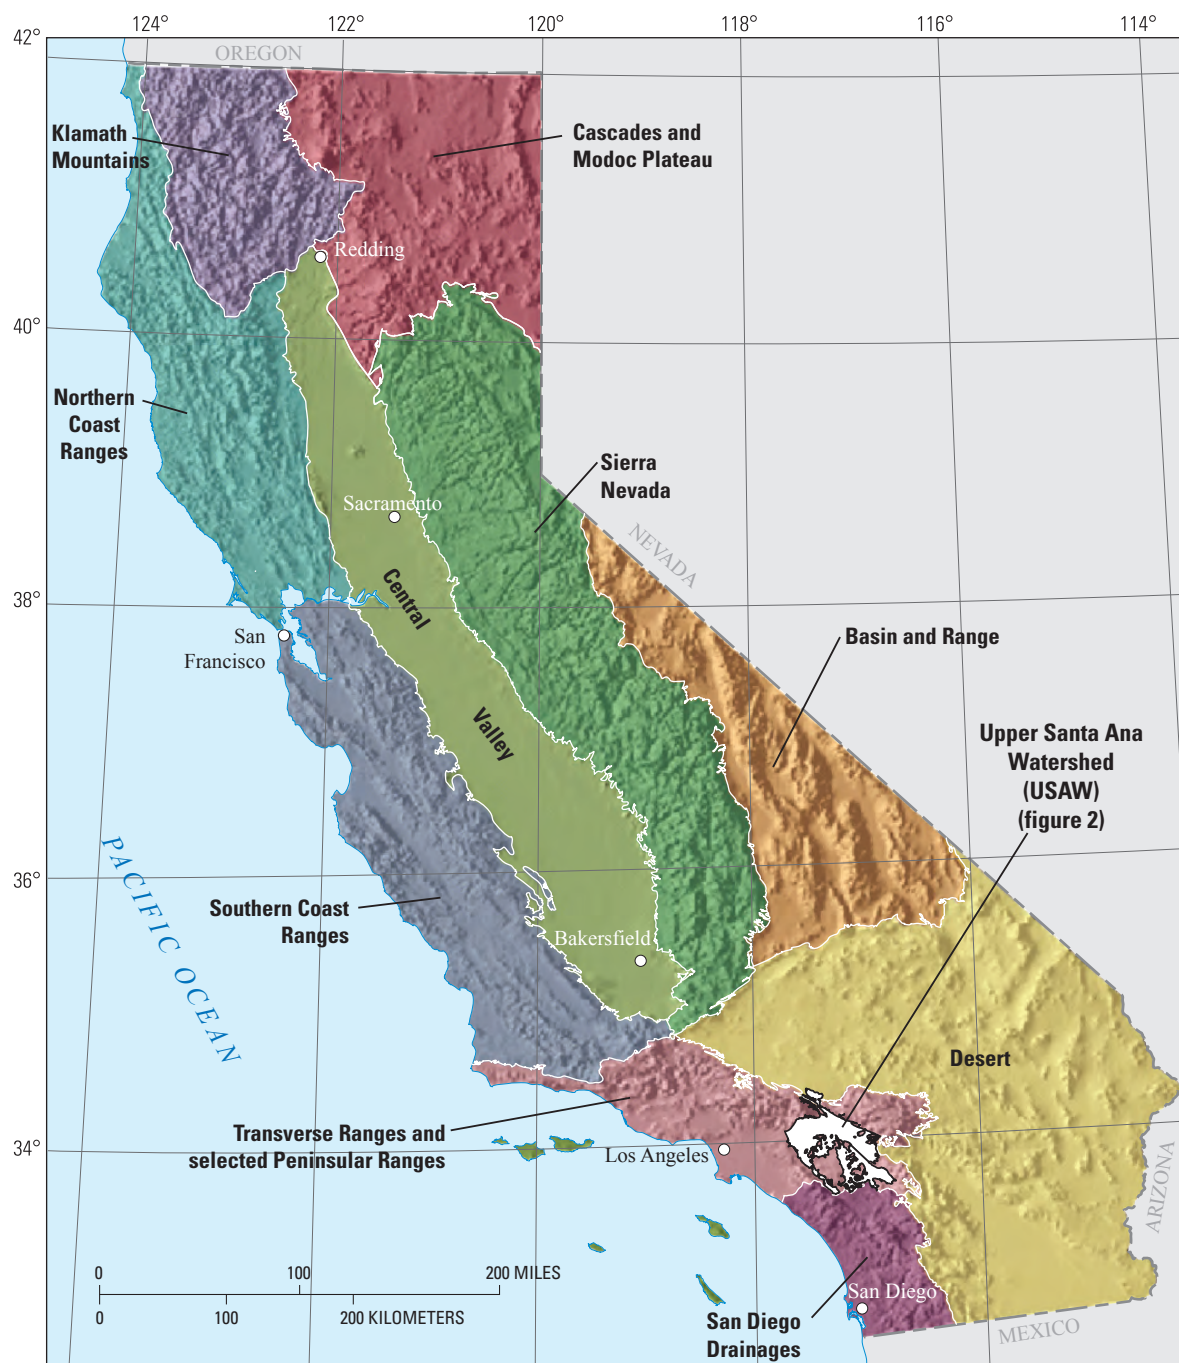 124°
122°
120°
118°
116°
114°
42°
OREGON
Klamath
Mountains
Cascades and
Modoc Plateau
Redding
40°
Northern
Coast
Ranges
Sierra
Nevada
Sacramento
NEVADA
Central
Valley
38°
San
Francisco
Basin and Range
Upper Santa Ana
Watershed
(USAW)
(figure 2)
PACIFIC OCEAN
36°
Southern Coast
Ranges
Bakersfield
Desert
34°
Transverse Ranges and
selected Peninsular Ranges
Los Angeles
ARIZONA
0 100 200 MILES
0 100 200 KILOMETERS
San Diego
San Diego
Drainages
MEXICO